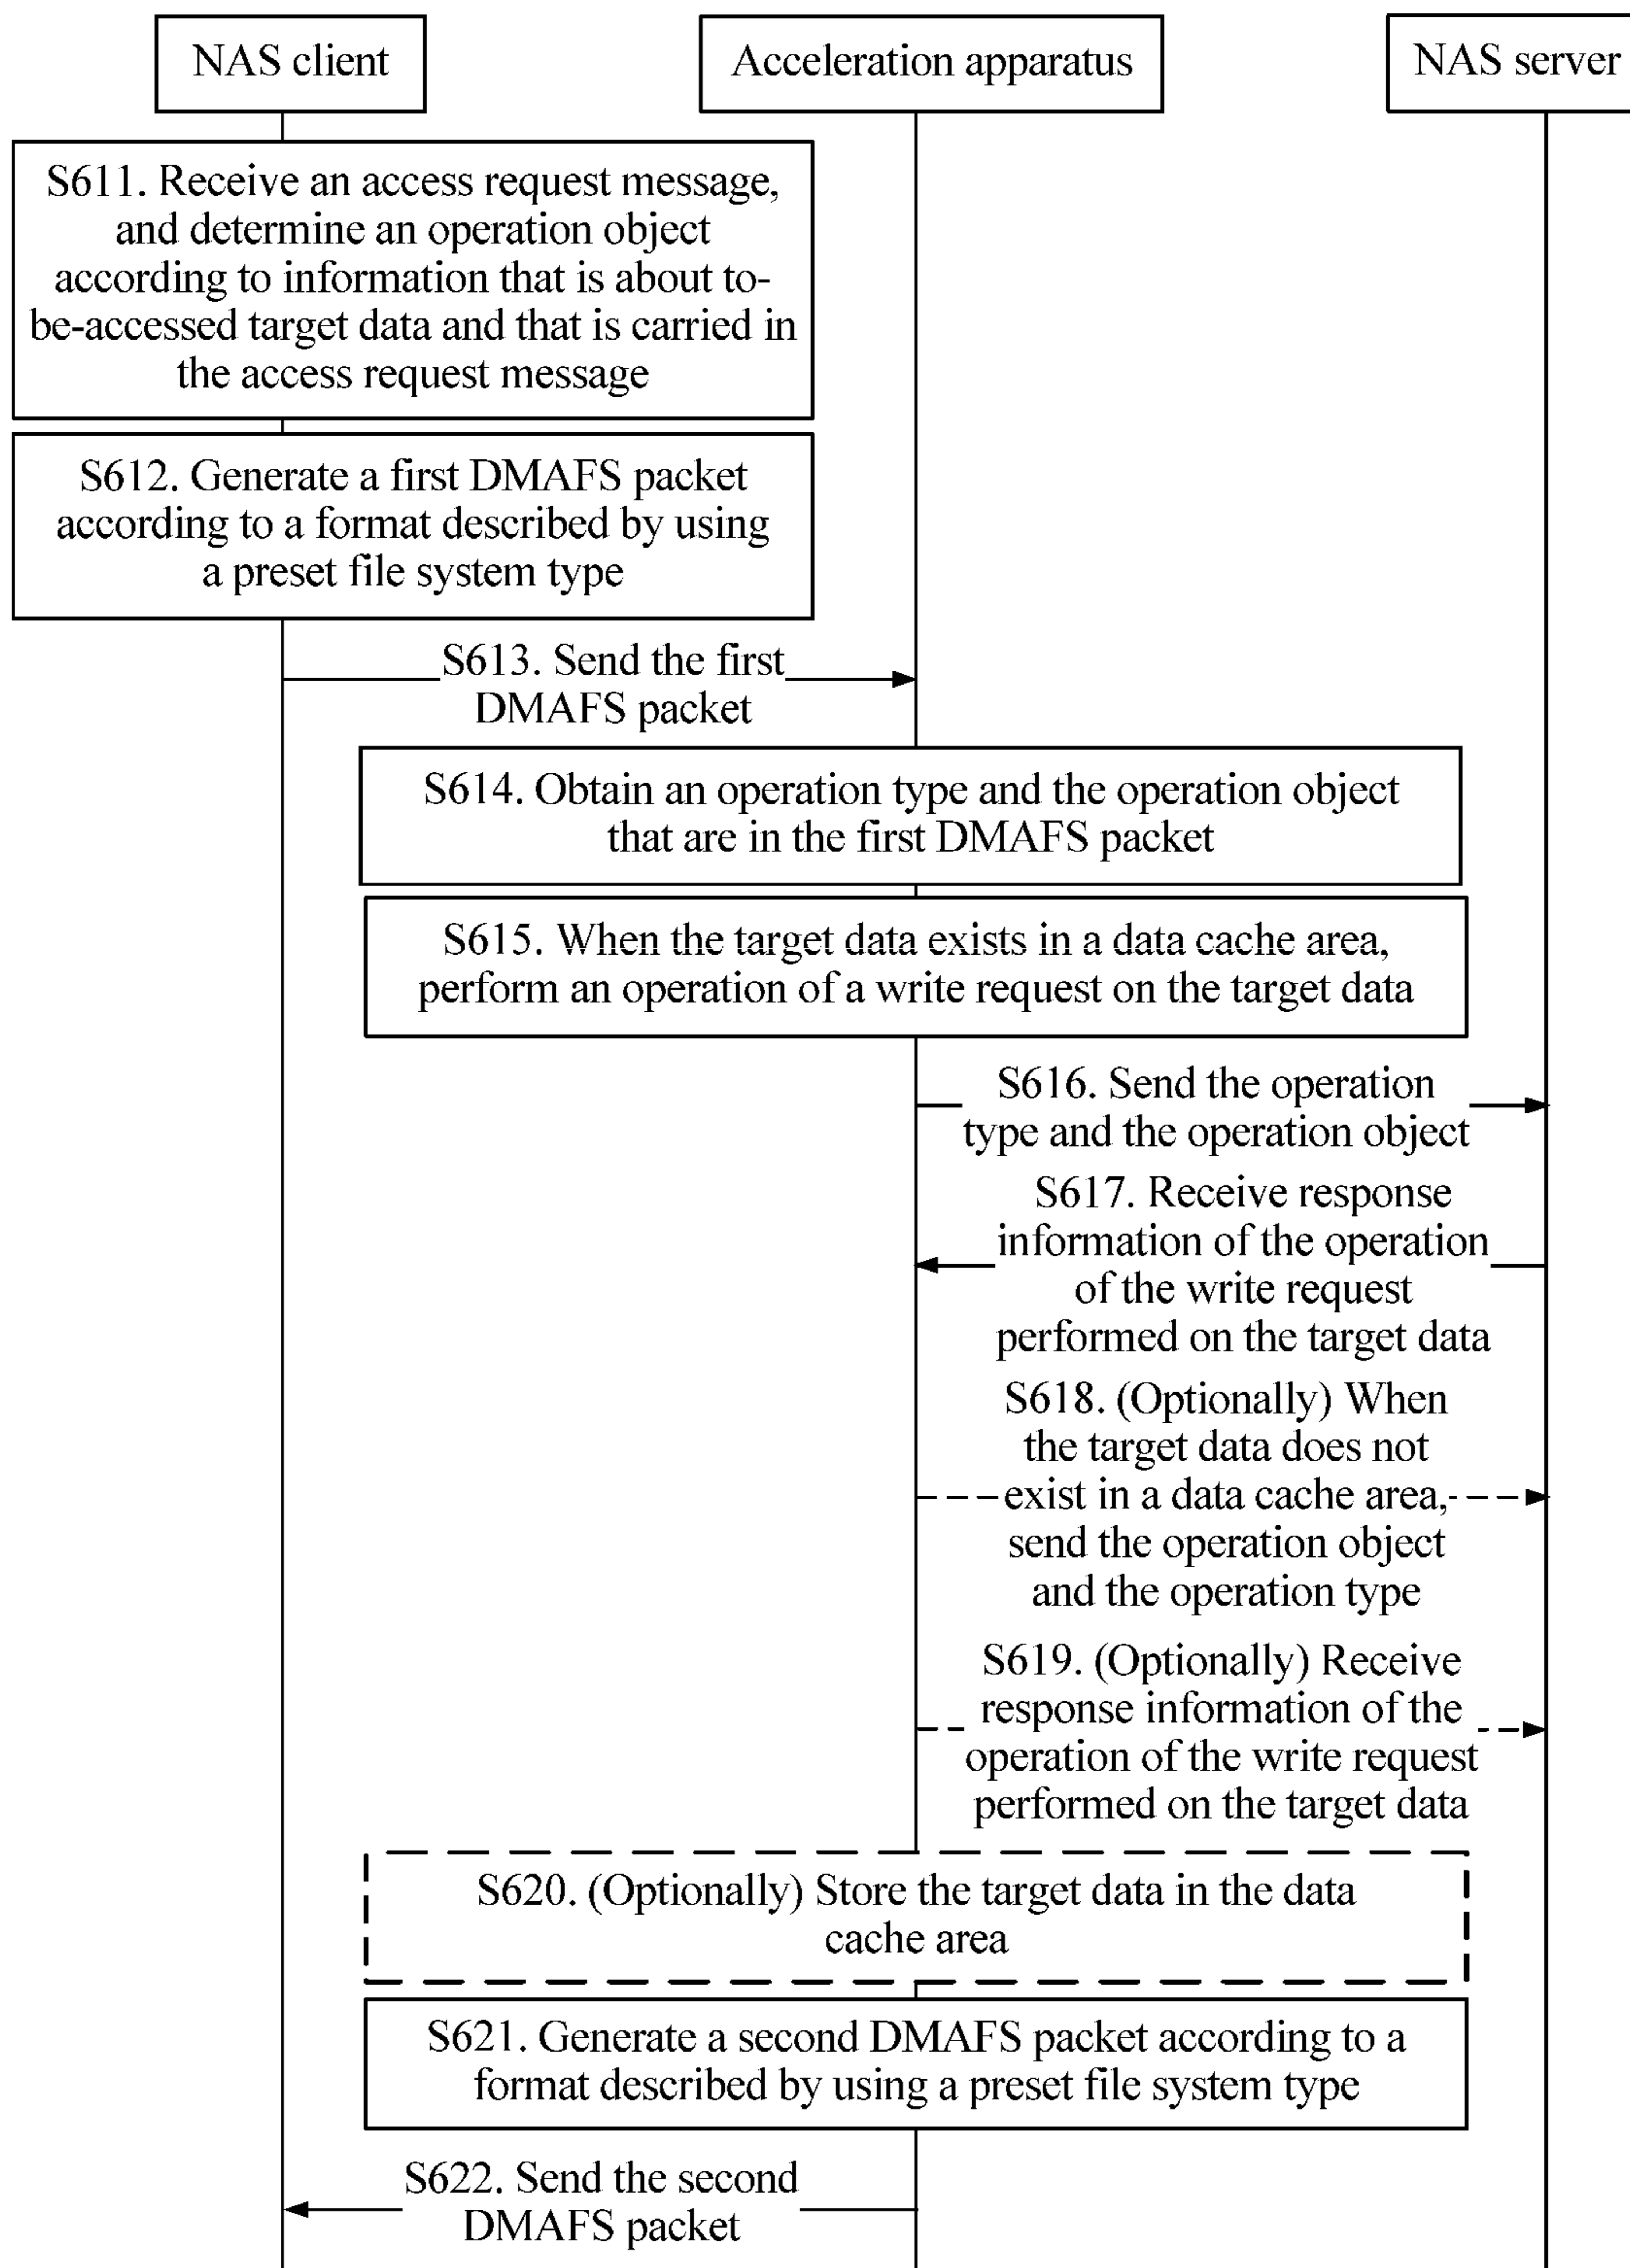 NAS client
Acceleration apparatus
NAS server
S611. Receive an access request message,
and determine an operation object
according to information that is about to-
be-accessed target data and that is carried in
the access request message
S612. Generate a first DMAFS packet
according to a format described by using
a preset file system type
S613. Send the first
DMAFS packet
S614. Obtain an operation type and the operation object
that are in the first DMAFS packet
S615. When the target data exists in a data cache area,
perform an operation of a write request on the target data
S616. Send the operation
type and the operation object
S617. Receive response
information of the operation
of the write request
performed on the target data
S618. (Optionally) When
the target data does not
exist in a data cache area,
send the operation object
and the operation type
S619. (Optionally) Receive
response information of the
operation of the write request
performed on the target data
S620. (Optionally) Store the target data in the data
cache area
S621. Generate a second DMAFS packet according to a
format described by using a preset file system type
S622. Send the second
DMAFS packet